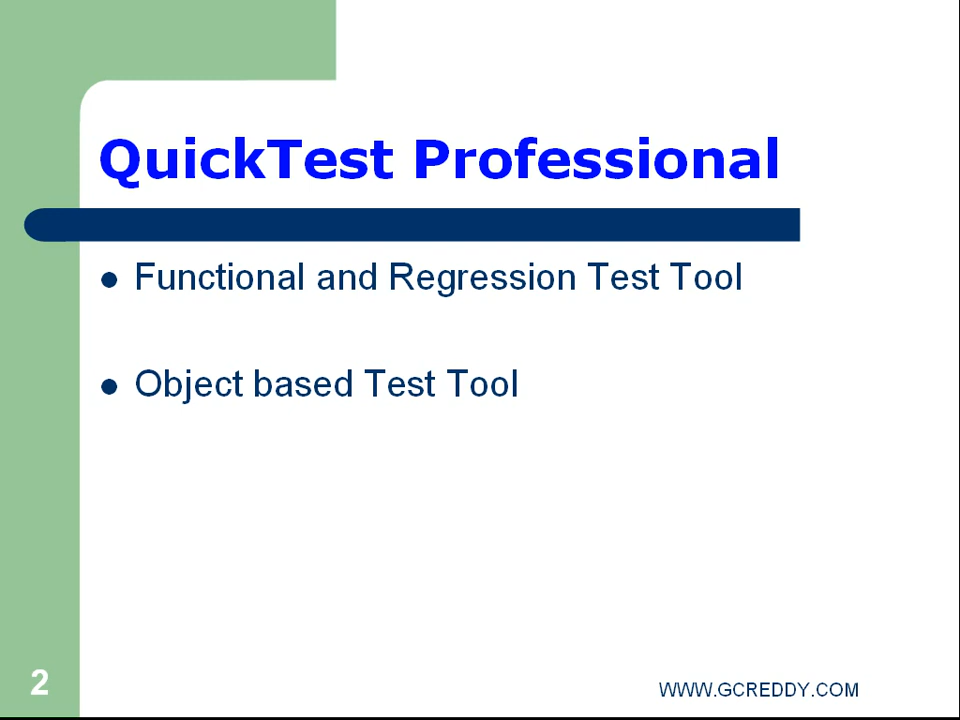 QuickTest Professional
Functional and Regression Test Tool
Object based Test Tool
2
WWW.GCREDDY.COM